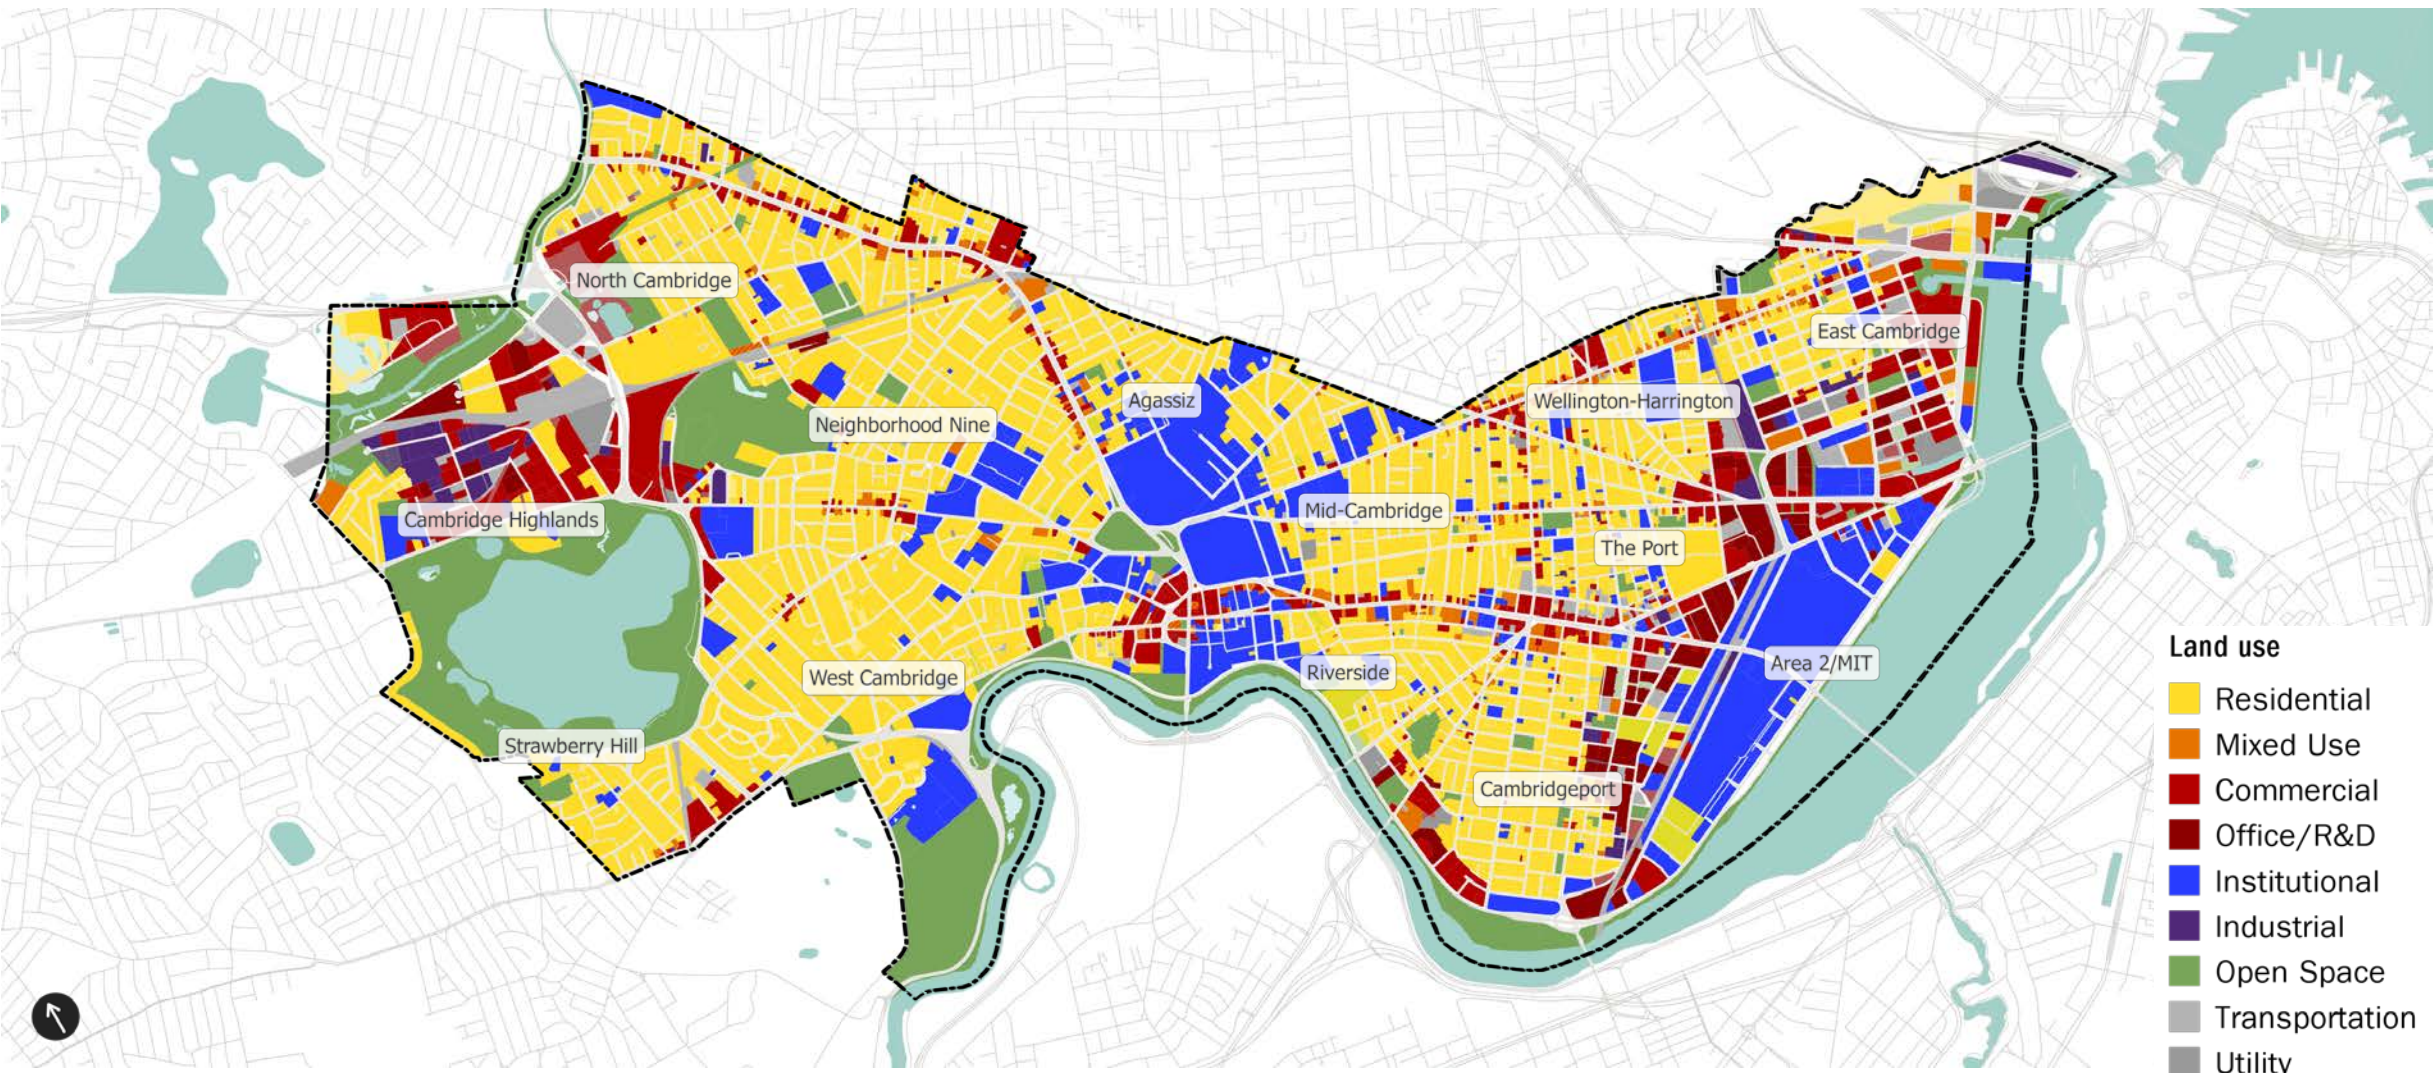 North Cambridge
East Cambridge
Agassiz
Wellington-Harrington
Neighborhood Nine
Mid-Cambridge
Cambridge Highlands
The Port
Area 2/MIT
Riverside
West Cambridge
Strawberry Hill
Cambridgeport
Land use
Residential
Mixed Use
Commercial
Office/R&D
Institutional
Industrial
Open Space
Transportation
Utility